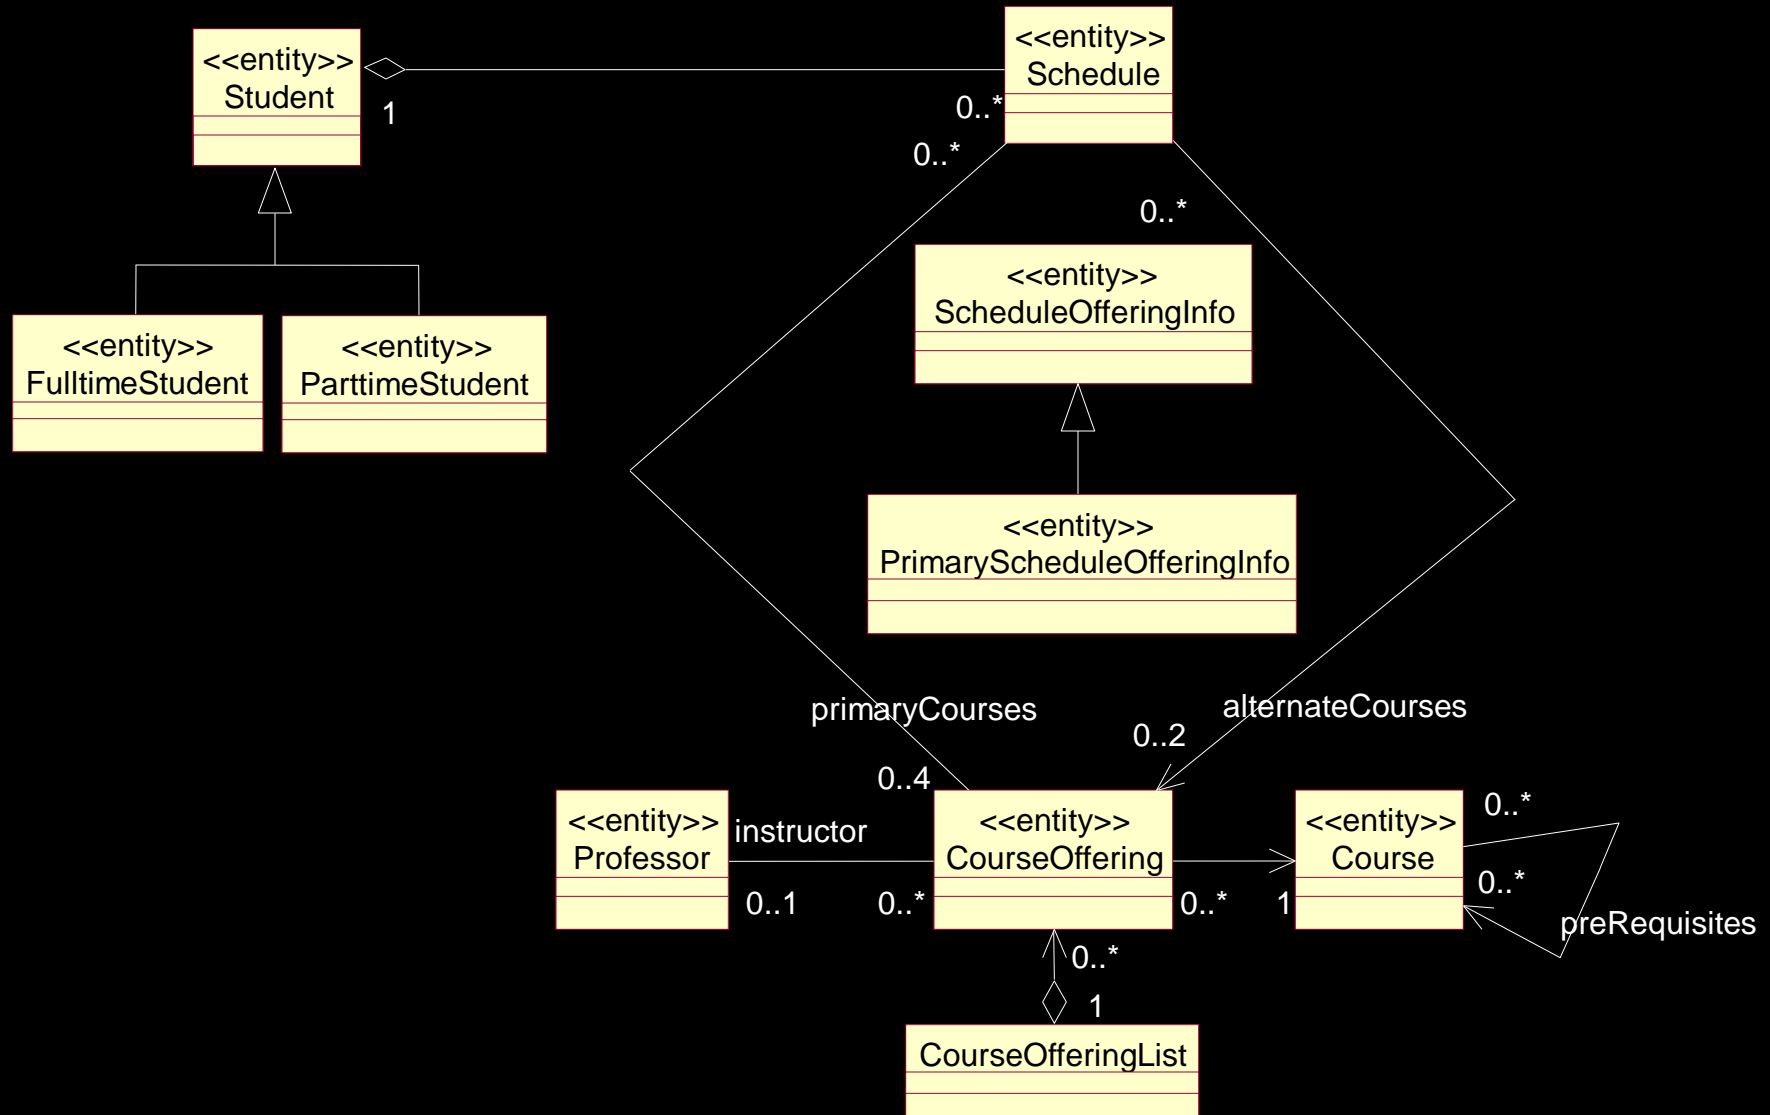 <<entity>>
Student
1
<<entity>>
Schedule
0..*
0..*
0..*
<<entity>>
FulltimeStudent
<<entity>>
ParttimeStudent
<<entity>>
ScheduleOfferingInfo
<<entity>>
PrimaryScheduleOfferingInfo
primaryCourses
alternateCourses
0..2
0..4
<<entity>>
Professor
instructor
0..1
0..*
<<entity>>
CourseOffering
0..*
1
<<entity>>
Course
0..*
0..*
preRequisites
0..*
1
CourseOfferingList